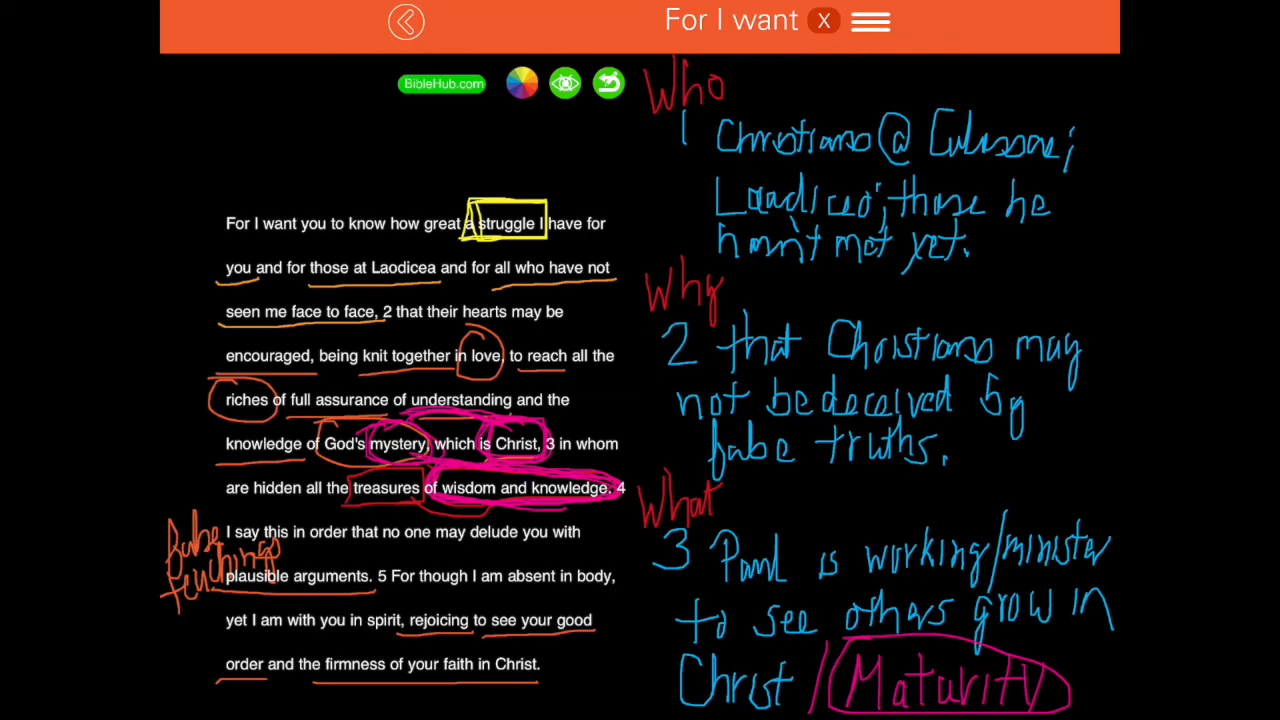 For I want X
BibleHub.com
For I want you to know how great a struggle I have for
you and for those at Laodicea and for all who have not
seen me face to face, 2 that their hearts may be
encouraged, being knit together in love, to reach all the
riches of full assurance of understanding and the
knowledge of God's mystery, which is Christ, 3 in whom
are hidden all the treasures of wisdom and knowledge. 4
I say this in order that no one may delude you with
plausible arguments. 5 For though I am absent in body,
yet I am with you in spirit, rejoicing to see your good
order and the firmness of your faith in Christ.
teachings
Who
1 Christians @
Laodicea; those he
hasn't met yet.
Why
2 that Christians may
not be deceived by
truths.
What
3 Paul is working/minister
to see others grow in
Christ / Maturity